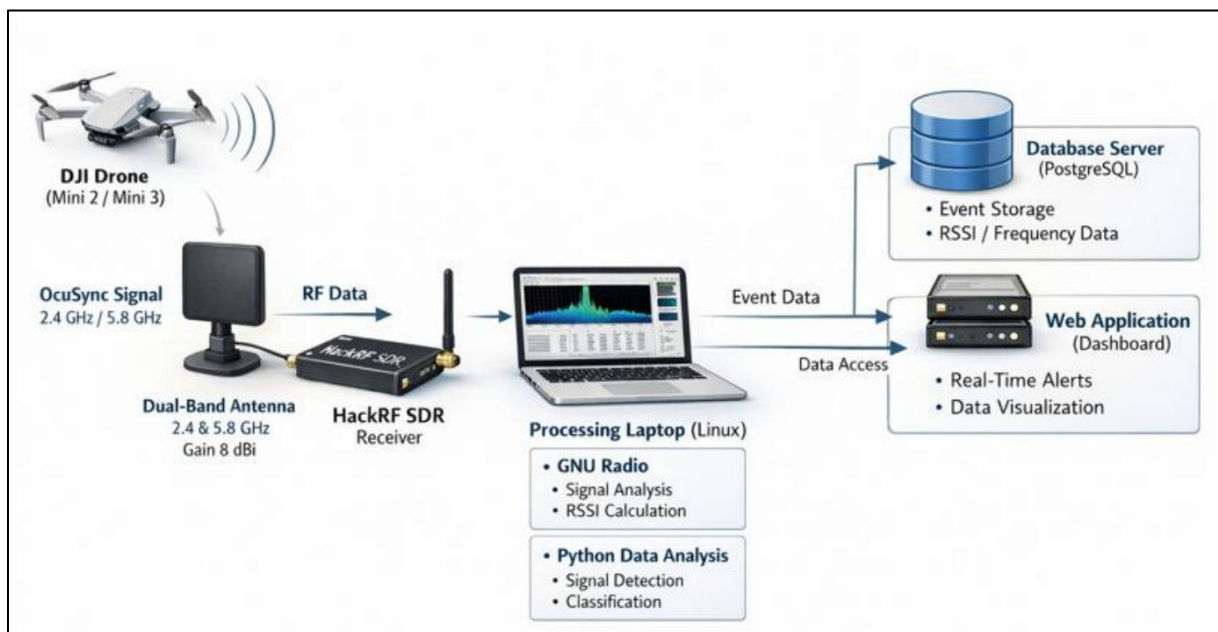 DJI Drone
(Mini 2 / Mini 3)
OcuSync Signal
2.4 GHz / 5.8 GHz
RF Data
HackRF SDR
Dual-Band Antenna
2.4 & 5.8 GHz
Gain 8 dBi
HackRF SDR
Receiver
Processing Laptop (Linux)
• GNU Radio
• Signal Analysis
• RSSI Calculation
• Python Data Analysis
• Signal Detection
• Classification
Event Data
Data Access
Database Server
(PostgreSQL)
• Event Storage
• RSSI / Frequency Data
Web Application
(Dashboard)
• Real-Time Alerts
• Data Visualization